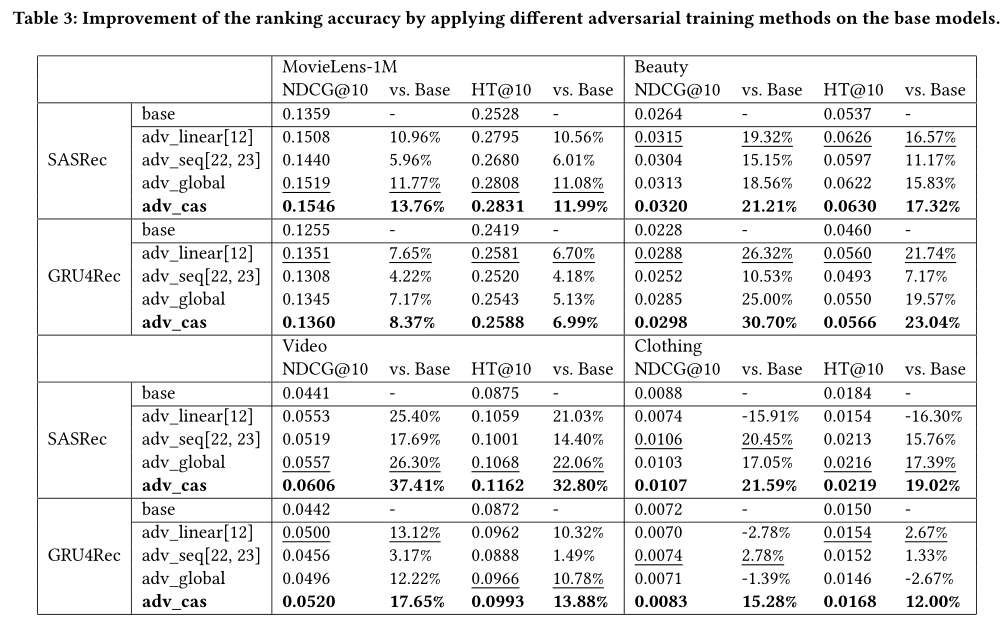 Table 3: Improvement of the ranking accuracy by applying different adversarial training methods on the base models.
MovieLens-1M Beauty
NDCG@10 vs. Base HT@10 vs. Base NDCG@10 vs. Base HT@10 vs. Base
base 0.1359 - 0.2528 - 0.0264 - 0.0537 -
adv_linear[12] 0.1508 10.96% 0.2795 10.56% 0.0315 19.32% 0.0626 16.57%
SASRec adv_seq[22, 23] 0.1440 5.96% 0.2680 6.01% 0.0304 15.15% 0.0597 11.17%
adv_global 0.1519 11.77% 0.2808 11.08% 0.0313 18.56% 0.0622 15.83%
adv_cas 0.1546 13.76% 0.2831 11.99% 0.0320 21.21% 0.0630 17.32%
base 0.1255 - 0.2419 - 0.0228 - 0.0460 -
adv_linear[12] 0.1351 7.65% 0.2581 6.70% 0.0288 26.32% 0.0560 21.74%
GRU4Rec adv_seq[22, 23] 0.1308 4.22% 0.2520 4.18% 0.0252 10.53% 0.0493 7.17%
adv_global 0.1345 7.17% 0.2543 5.13% 0.0285 25.00% 0.0550 19.57%
adv_cas 0.1360 8.37% 0.2588 6.99% 0.0298 30.70% 0.0566 23.04%
Video Clothing
NDCG@10 vs. Base HT@10 vs. Base NDCG@10 vs. Base HT@10 vs. Base
base 0.0441 - 0.0875 - 0.0088 - 0.0184 -
adv_linear[12] 0.0553 25.40% 0.1059 21.03% 0.0074 -15.91% 0.0154 -16.30%
SASRec adv_seq[22, 23] 0.0519 17.69% 0.1001 14.40% 0.0106 20.45% 0.0213 15.76%
adv_global 0.0557 26.30% 0.1068 22.06% 0.0103 17.05% 0.0216 17.39%
adv_cas 0.0606 37.41% 0.1162 32.80% 0.0107 21.59% 0.0219 19.02%
base 0.0442 - 0.0872 - 0.0072 - 0.0150 -
adv_linear[12] 0.0500 13.12% 0.0962 10.32% 0.0070 -2.78% 0.0154 2.67%
GRU4Rec adv_seq[22, 23] 0.0456 3.17% 0.0888 1.49% 0.0074 2.78% 0.0152 1.33%
adv_global 0.0496 12.22% 0.0966 10.78% 0.0071 -1.39% 0.0146 -2.67%
adv_cas 0.0520 17.65% 0.0993 13.88% 0.0083 15.28% 0.0168 12.00%